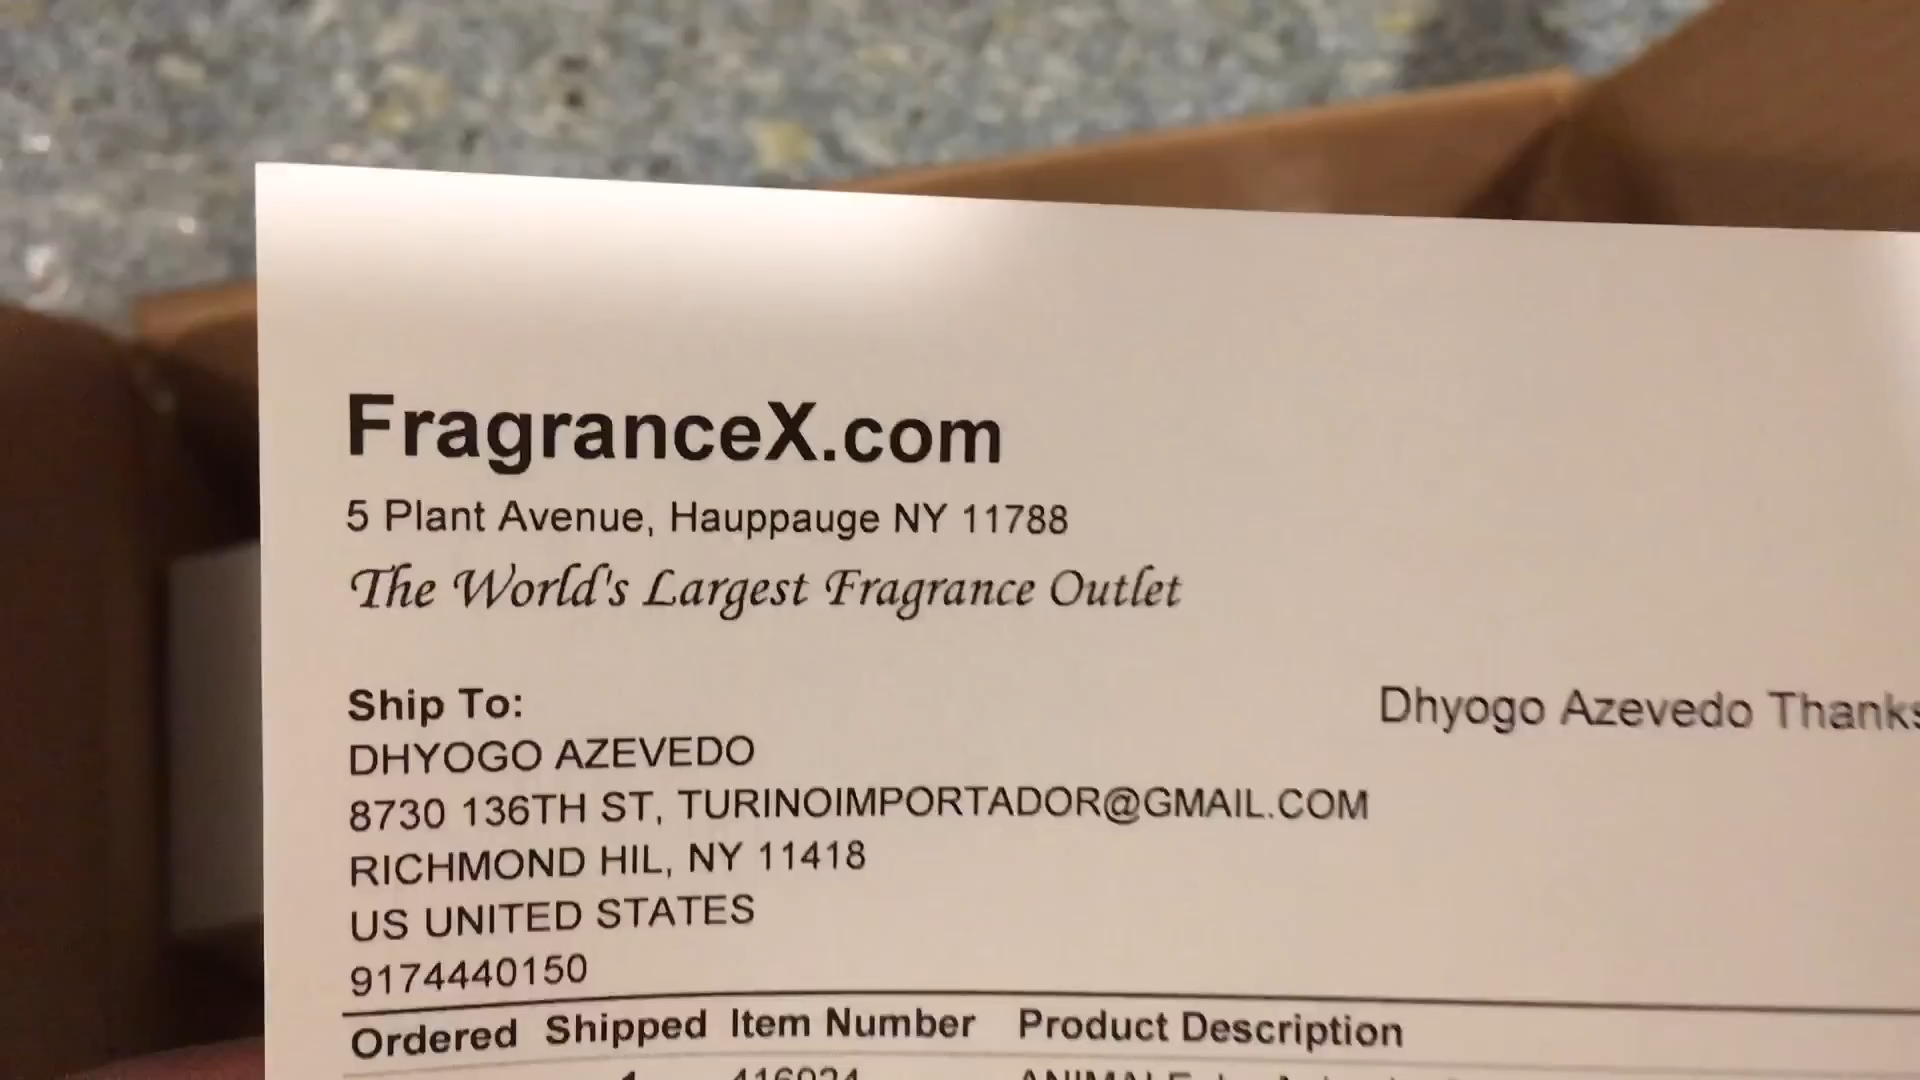 FragranceX.com
5 Plant Avenue, Hauppauge NY 11788
The World's Largest Fragrance Outlet
Ship To:
Dhyogo Azevedo Thanks
DHYOGO AZEVEDO
8730 136TH ST, TURINOIMPORTADOR@GMAIL.COM
RICHMOND HIL, NY 11418
US UNITED STATES
9174440150
Ordered Shipped Item Number Product Description